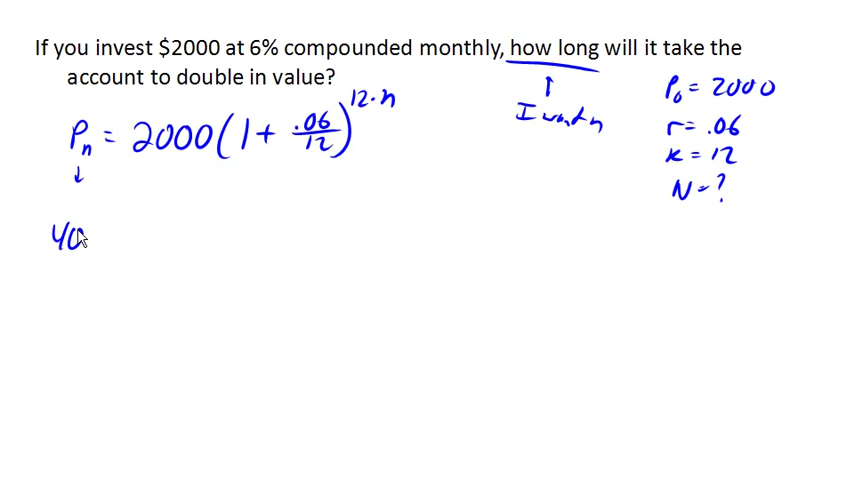 If you invest $2000 at 6% compounded monthly, how long will it take the
account to double in value?
Pₙ = 2000(1 + .06/12)^12·n
↓
40
↑
I want n
P₀ = 2000
r = .06
k = 12
N = ?